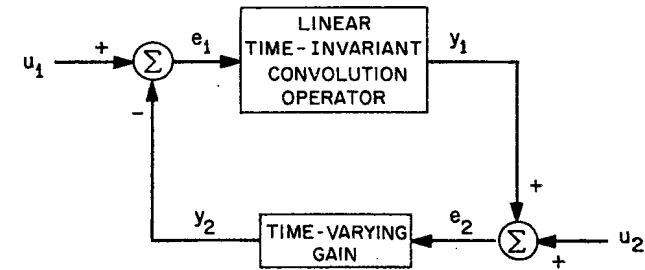 LINEAR
TIME-INVARIANT
CONVOLUTION
OPERATOR
u₁
+
Σ
e₁
y₁
-
+
y₂
TIME-VARYING
GAIN
e₂
Σ
+
u₂